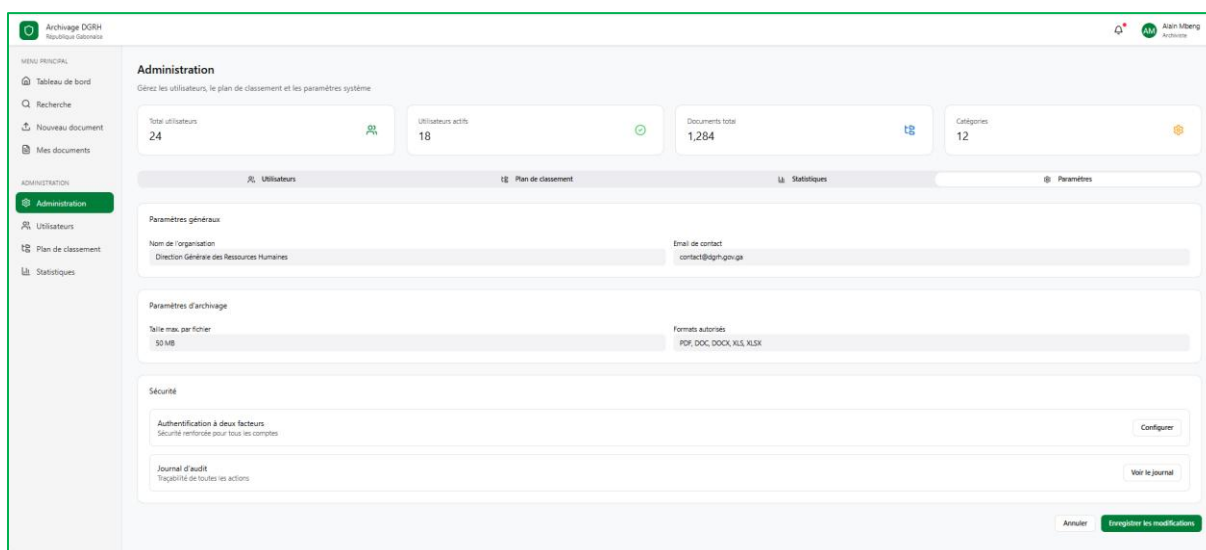 Archivage DGRH
République Gabonaise
AM
Alain Mbeng
Archiviste
MENU PRINCIPAL
Tableau de bord
Recherche
Nouveau document
Mes documents
ADMINISTRATION
Administration
Utilisateurs
Plan de classement
Statistiques
Administration
Gérez les utilisateurs, le plan de classement et les paramètres système
Total utilisateurs
24
Utilisateurs actifs
18
Documents total
1,284
Catégories
12
Utilisateurs
Plan de classement
Statistiques
Paramètres
Paramètres généraux
Nom de l'organisation
Direction Générale des Ressources Humaines
Email de contact
contact@dgrh.gov.ga
Paramètres d'archivage
Taille max. par fichier
50 MB
Formats autorisés
PDF, DOC, DOCX, XLS, XLSX
Sécurité
Authentification à deux facteurs
Sécurité renforcée pour tous les comptes
Configurer
Journal d'audit
Traçabilité de toutes les actions
Voir le journal
Annuler
Enregistrer les modifications